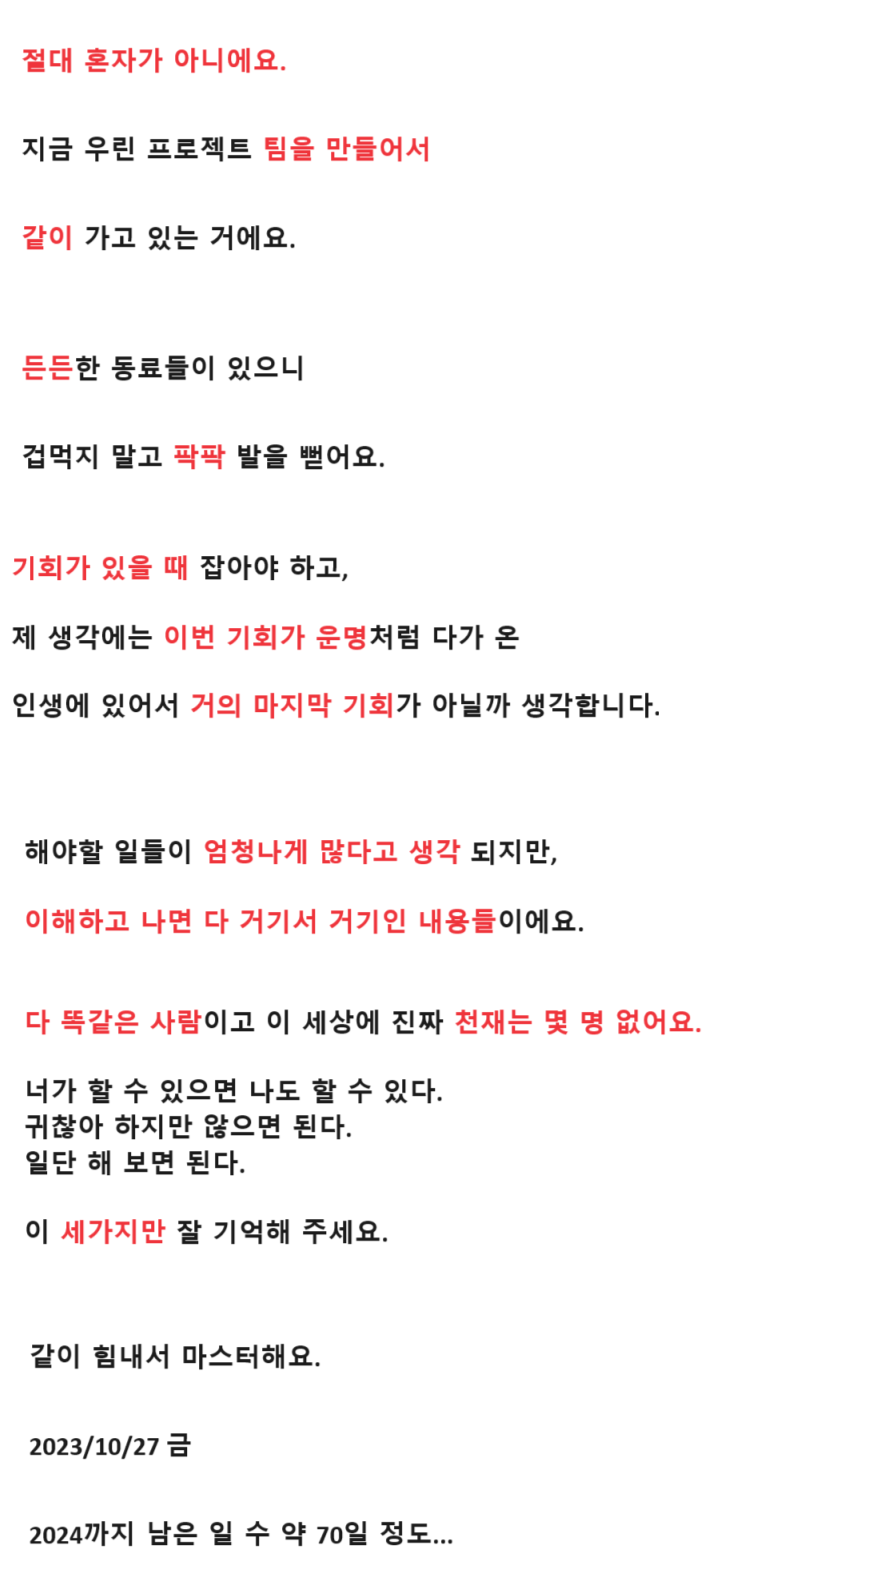 절대 혼자가 아니에요.
지금 우린 프로젝트 팀을 만들어서
같이 가고 있는 거에요.
든든한 동료들이 있으니
겁먹지 말고 팍팍 발을 뻗어요.
기회가 있을 때 잡아야 하고,
제 생각에는 이번 기회가 운명처럼 다가 온
인생에 있어서 거의 마지막 기회가 아닐까 생각합니다.
해야할 일들이 엄청나게 많다고 생각 되지만,
이해하고 나면 다 거기서 거기인 내용들이에요.
다 똑같은 사람이고 이 세상에 진짜 천재는 몇 명 없어요.
너가 할 수 있으면 나도 할 수 있다.
귀찮아 하지만 않으면 된다.
일단 해 보면 된다.
이 세가지만 잘 기억해 주세요.
같이 힘내서 마스터해요.
2023/10/27 금
2024까지 남은 일 수 약 70일 정도...